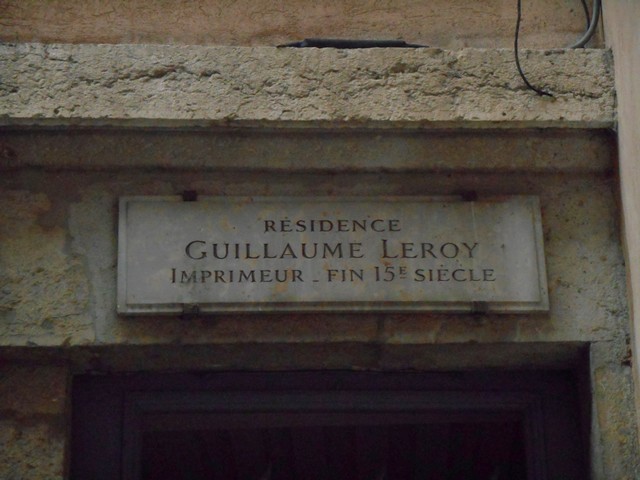 RÉSIDENCE
GUILLAUME LEROY
IMPRIMEUR - FIN 15E SIÈCLE